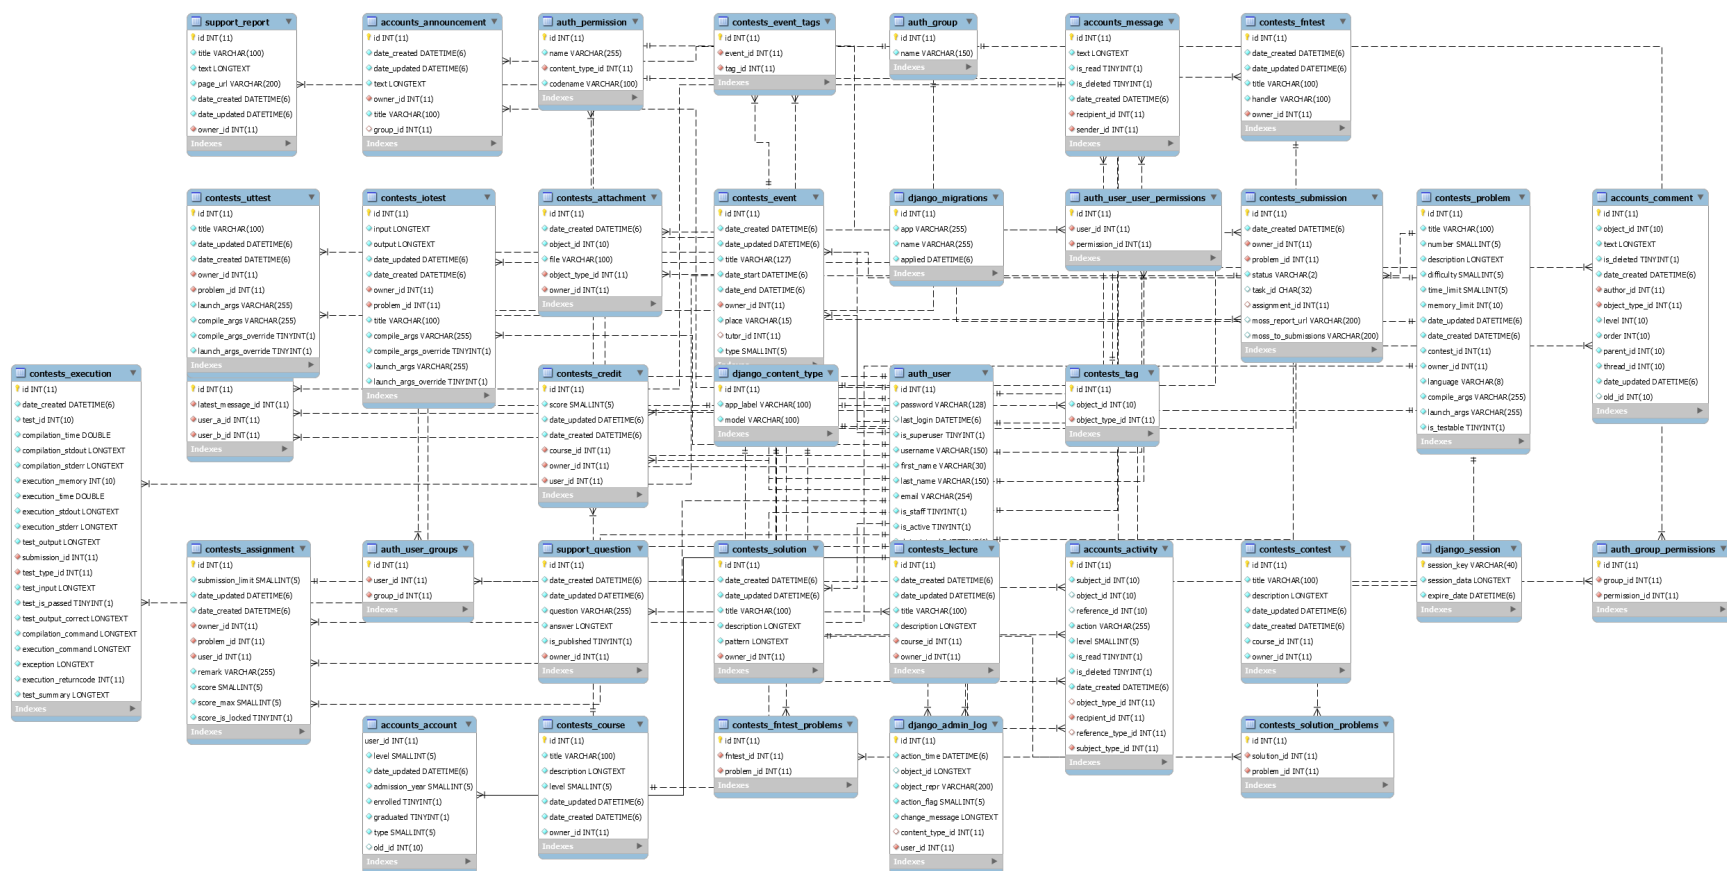 support_report
id INT(11)
title VARCHAR(100)
text LONGTEXT
page_url VARCHAR(200)
date_created DATETIME(6)
date_updated DATETIME(6)
owner_id INT(11)
Indexes
accounts_announcement
id INT(11)
date_created DATETIME(6)
date_updated DATETIME(6)
text LONGTEXT
owner_id INT(11)
title VARCHAR(100)
group_id INT(11)
Indexes
auth_permission
id INT(11)
name VARCHAR(255)
content_type_id INT(11)
codename VARCHAR(100)
Indexes
contests_event_tags
id INT(11)
event_id INT(11)
tag_id INT(11)
Indexes
auth_group
id INT(11)
name VARCHAR(150)
Indexes
accounts_message
id INT(11)
text LONGTEXT
is_read TINYINT(1)
is_deleted TINYINT(1)
date_created DATETIME(6)
recipient_id INT(11)
sender_id INT(11)
Indexes
contests_fntest
id INT(11)
date_created DATETIME(6)
date_updated DATETIME(6)
title VARCHAR(100)
handler VARCHAR(100)
owner_id INT(11)
Indexes
contests_uttest
id INT(11)
title VARCHAR(100)
date_updated DATETIME(6)
date_created DATETIME(6)
owner_id INT(11)
problem_id INT(11)
launch_args VARCHAR(255)
compile_args VARCHAR(255)
compile_args_override TINYINT(1)
launch_args_override TINYINT(1)
Indexes
contests_iotest
id INT(11)
input LONGTEXT
output LONGTEXT
date_updated DATETIME(6)
date_created DATETIME(6)
owner_id INT(11)
problem_id INT(11)
title VARCHAR(100)
compile_args VARCHAR(255)
compile_args_override TINYINT(1)
launch_args VARCHAR(255)
launch_args_override TINYINT(1)
Indexes
contests_attachment
id INT(11)
date_created DATETIME(6)
object_id INT(10)
file VARCHAR(100)
object_type_id INT(11)
owner_id INT(11)
Indexes
contests_event
id INT(11)
date_created DATETIME(6)
date_updated DATETIME(6)
title VARCHAR(127)
date_start DATETIME(6)
date_end DATETIME(6)
owner_id INT(11)
place VARCHAR(15)
tutor_id INT(11)
type SMALLINT(5)
Indexes
django_migrations
id INT(11)
app VARCHAR(255)
name VARCHAR(255)
applied DATETIME(6)
Indexes
auth_user_user_permissions
id INT(11)
user_id INT(11)
permission_id INT(11)
Indexes
contests_submission
id INT(11)
date_created DATETIME(6)
owner_id INT(11)
problem_id INT(11)
status VARCHAR(2)
task_id CHAR(32)
assignment_id INT(11)
moss_report_url VARCHAR(200)
moss_to_submissions VARCHAR(200)
Indexes
contests_problem
id INT(11)
title VARCHAR(100)
number SMALLINT(5)
description LONGTEXT
difficulty SMALLINT(5)
time_limit SMALLINT(5)
memory_limit INT(10)
date_updated DATETIME(6)
date_created DATETIME(6)
contest_id INT(11)
owner_id INT(11)
language VARCHAR(8)
compile_args VARCHAR(255)
launch_args VARCHAR(255)
is_testable TINYINT(1)
Indexes
accounts_comment
id INT(11)
object_id INT(10)
text LONGTEXT
is_deleted TINYINT(1)
date_created DATETIME(6)
author_id INT(11)
object_type_id INT(11)
level INT(10)
order INT(10)
parent_id INT(10)
thread_id INT(10)
date_updated DATETIME(6)
old_id INT(10)
Indexes
contests_execution
id INT(11)
date_created DATETIME(6)
test_id INT(10)
compilation_time DOUBLE
compilation_stdout LONGTEXT
compilation_stderr LONGTEXT
execution_memory INT(10)
execution_time DOUBLE
execution_stdout LONGTEXT
execution_stderr LONGTEXT
test_output LONGTEXT
submission_id INT(11)
test_type_id INT(11)
test_input LONGTEXT
test_is_passed TINYINT(1)
test_output_correct LONGTEXT
compilation_command LONGTEXT
execution_command LONGTEXT
exception LONGTEXT
execution_returncode INT(11)
test_summary LONGTEXT
Indexes
id INT(11)
latest_message_id INT(11)
user_a_id INT(11)
user_b_id INT(11)
Indexes
contests_credit
id INT(11)
score SMALLINT(5)
date_updated DATETIME(6)
date_created DATETIME(6)
course_id INT(11)
owner_id INT(11)
user_id INT(11)
Indexes
django_content_type
id INT(11)
app_label VARCHAR(100)
model VARCHAR(100)
Indexes
auth_user
id INT(11)
password VARCHAR(128)
last_login DATETIME(6)
is_superuser TINYINT(1)
username VARCHAR(150)
first_name VARCHAR(30)
last_name VARCHAR(150)
email VARCHAR(254)
is_staff TINYINT(1)
is_active TINYINT(1)
contests_tag
id INT(11)
object_id INT(10)
object_type_id INT(11)
Indexes
contests_assignment
id INT(11)
submission_limit SMALLINT(5)
date_updated DATETIME(6)
date_created DATETIME(6)
owner_id INT(11)
problem_id INT(11)
user_id INT(11)
remark VARCHAR(255)
score SMALLINT(5)
score_max SMALLINT(5)
score_is_locked TINYINT(1)
Indexes
auth_user_groups
id INT(11)
user_id INT(11)
group_id INT(11)
Indexes
support_question
id INT(11)
date_created DATETIME(6)
date_updated DATETIME(6)
question VARCHAR(255)
answer LONGTEXT
is_published TINYINT(1)
owner_id INT(11)
Indexes
contests_solution
id INT(11)
date_created DATETIME(6)
date_updated DATETIME(6)
title VARCHAR(100)
description LONGTEXT
pattern LONGTEXT
owner_id INT(11)
Indexes
contests_lecture
id INT(11)
date_created DATETIME(6)
date_updated DATETIME(6)
title VARCHAR(100)
description LONGTEXT
course_id INT(11)
owner_id INT(11)
Indexes
accounts_activity
id INT(11)
subject_id INT(10)
object_id INT(10)
reference_id INT(10)
action VARCHAR(255)
level SMALLINT(5)
is_read TINYINT(1)
is_deleted TINYINT(1)
date_created DATETIME(6)
object_type_id INT(11)
recipient_id INT(11)
reference_type_id INT(11)
subject_type_id INT(11)
Indexes
contests_contest
id INT(11)
title VARCHAR(100)
description LONGTEXT
date_updated DATETIME(6)
date_created DATETIME(6)
course_id INT(11)
owner_id INT(11)
Indexes
django_session
session_key VARCHAR(40)
session_data LONGTEXT
expire_date DATETIME(6)
Indexes
auth_group_permissions
id INT(11)
group_id INT(11)
permission_id INT(11)
Indexes
accounts_account
user_id INT(11)
level SMALLINT(5)
date_updated DATETIME(6)
admission_year SMALLINT(5)
enrolled TINYINT(1)
graduated TINYINT(1)
type SMALLINT(5)
old_id INT(10)
Indexes
contests_course
id INT(11)
title VARCHAR(100)
description LONGTEXT
level SMALLINT(5)
date_updated DATETIME(6)
date_created DATETIME(6)
owner_id INT(11)
Indexes
contests_fntest_problems
id INT(11)
fntest_id INT(11)
problem_id INT(11)
Indexes
django_admin_log
id INT(11)
action_time DATETIME(6)
object_id LONGTEXT
object_repr VARCHAR(200)
action_flag SMALLINT(5)
change_message LONGTEXT
content_type_id INT(11)
user_id INT(11)
Indexes
contests_solution_problems
id INT(11)
solution_id INT(11)
problem_id INT(11)
Indexes